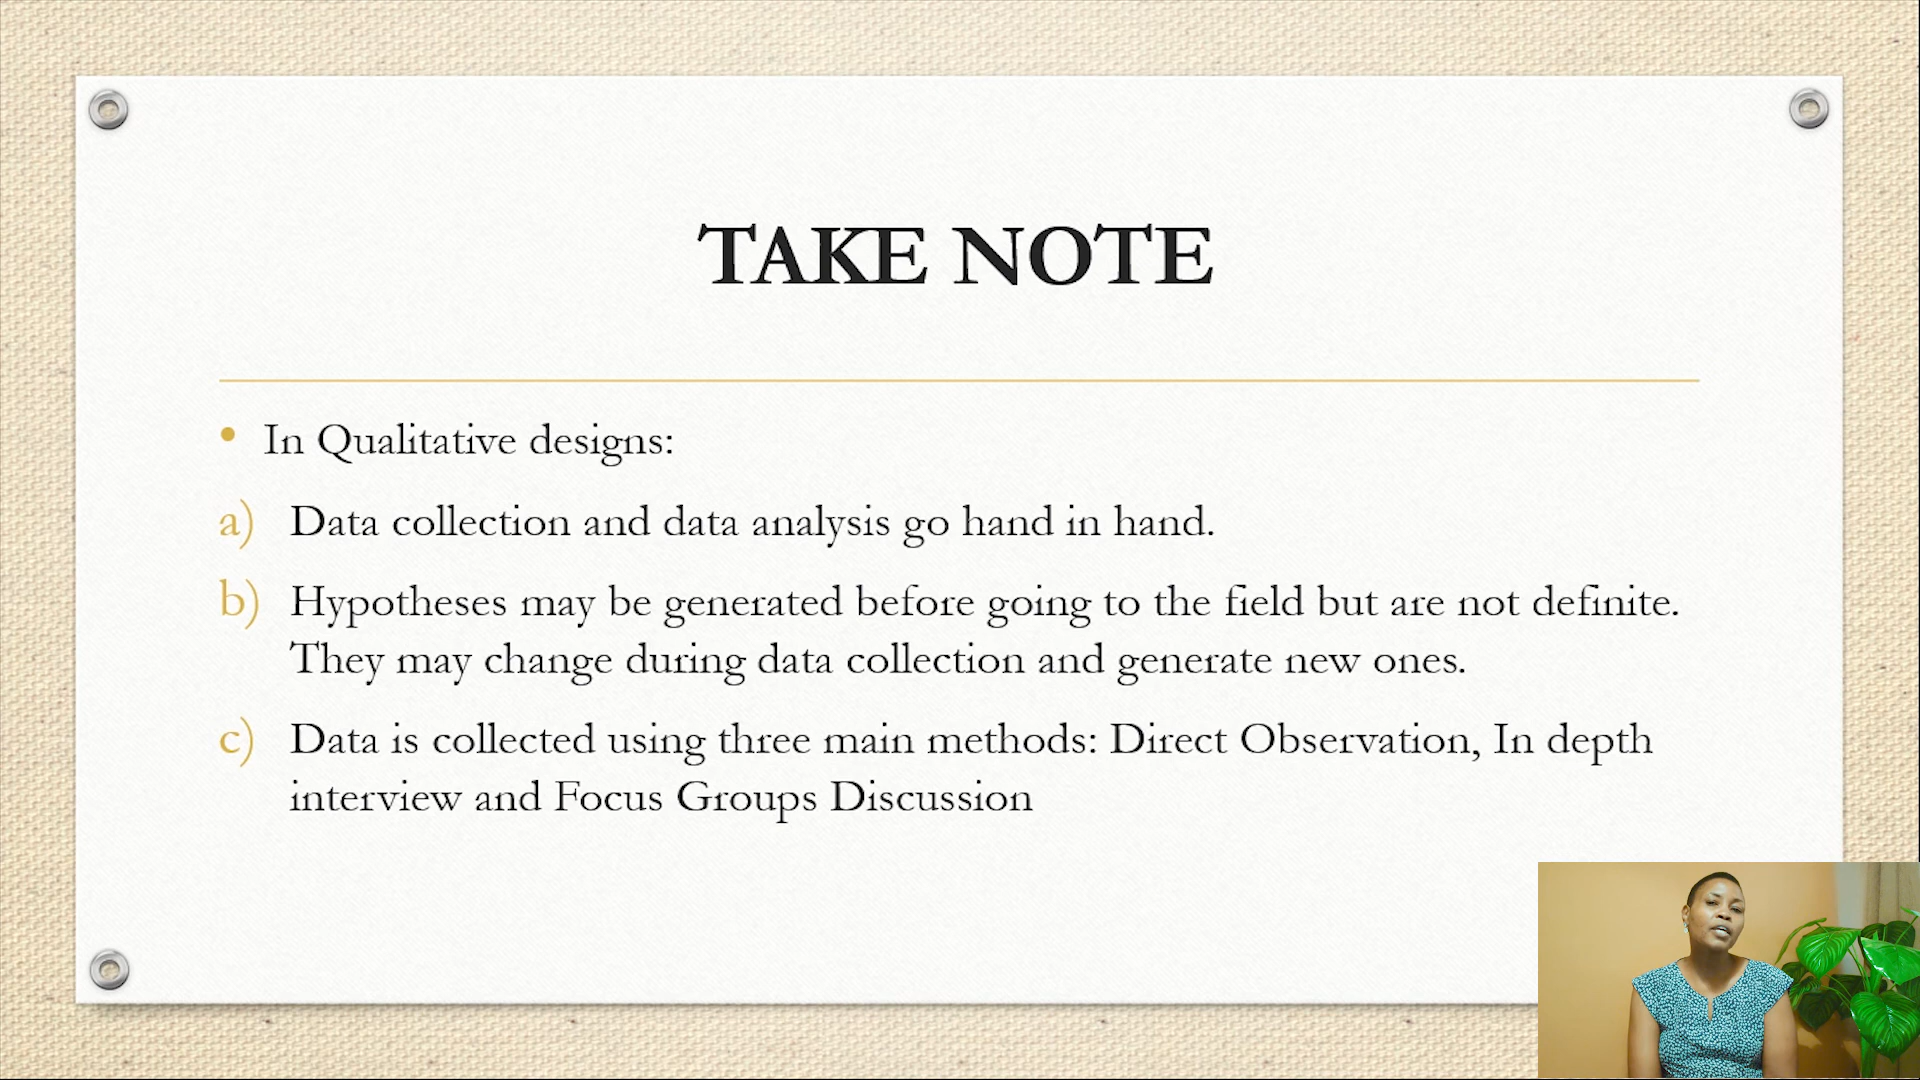 TAKE NOTE
• In Qualitative designs:
a) Data collection and data analysis go hand in hand.
b) Hypotheses may be generated before going to the field but are not definite.
They may change during data collection and generate new ones.
c) Data is collected using three main methods: Direct Observation, In depth
interview and Focus Groups Discussion